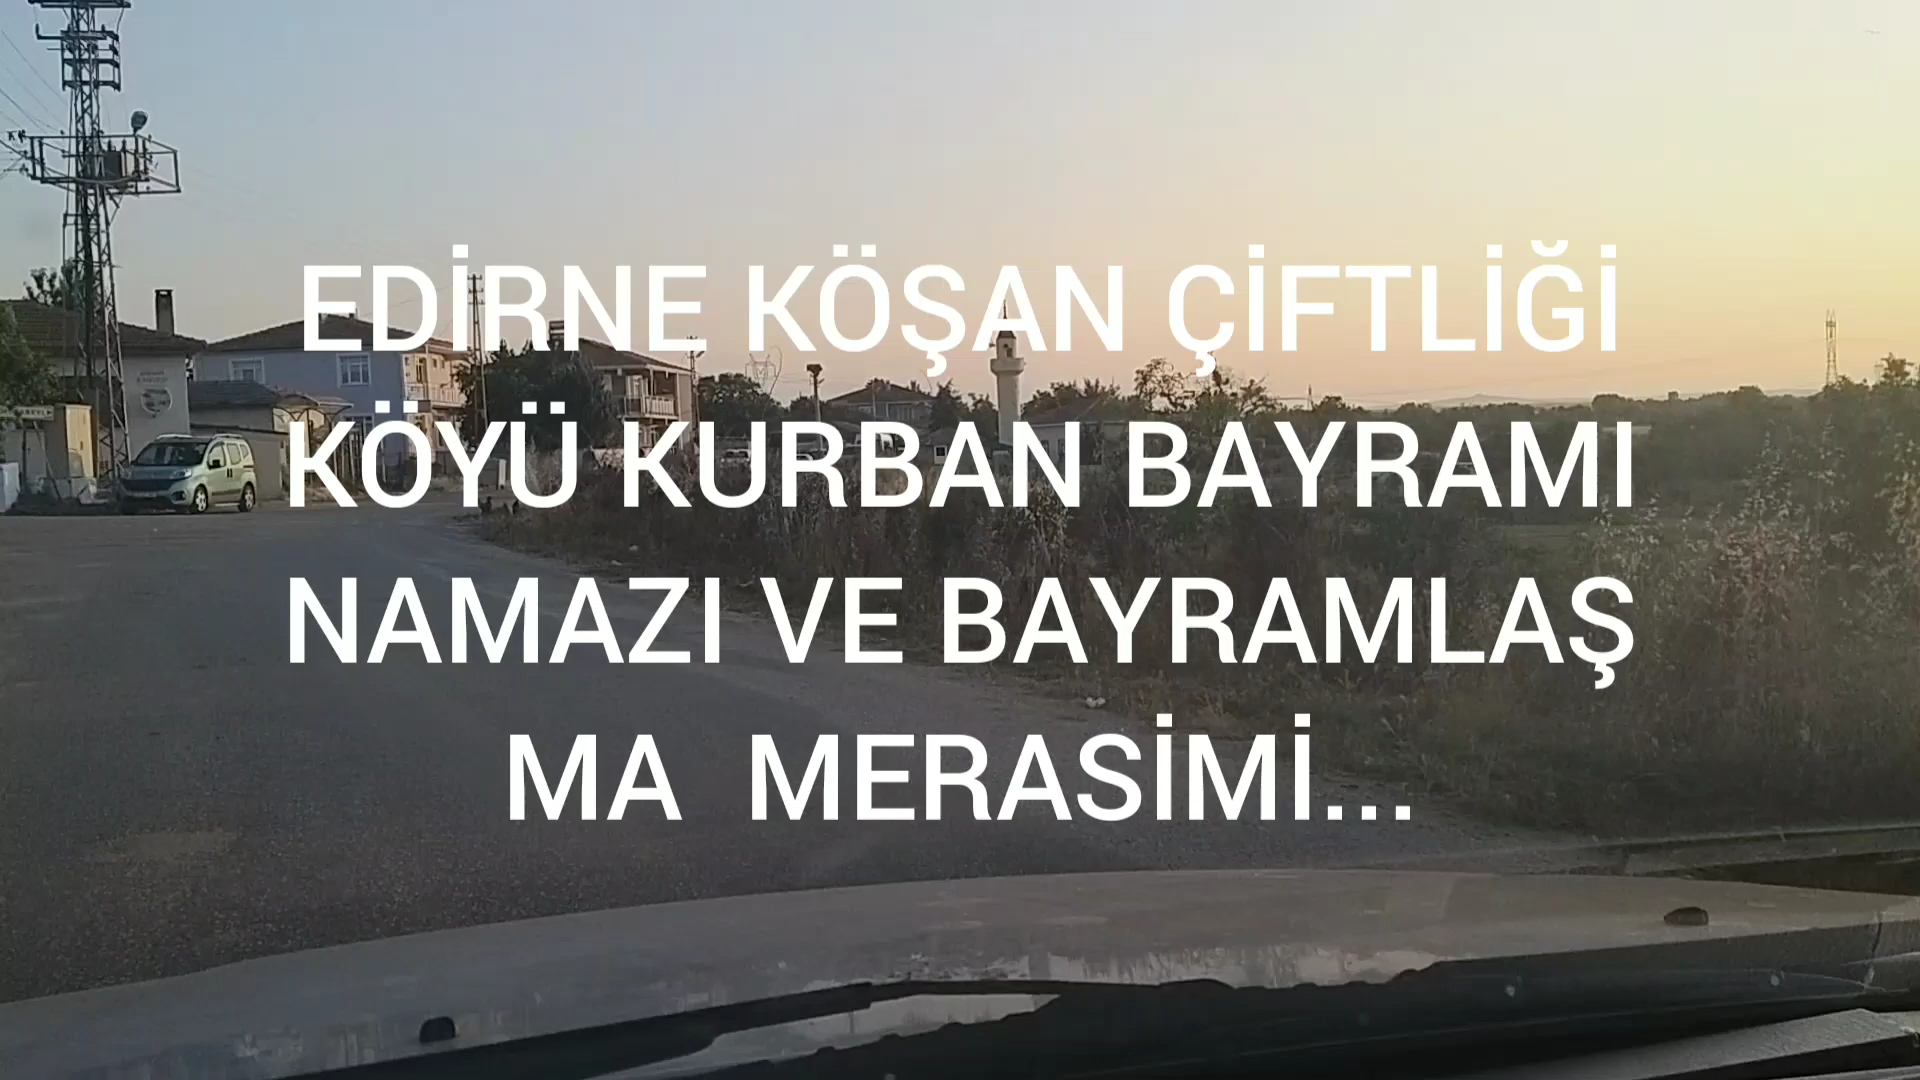 EDİRNE KÖŞAN ÇİFTLİĞİ
KÖYÜ KURBAN BAYRAMI
NAMAZI VE BAYRAMLAŞ
MA MERASİMİ...